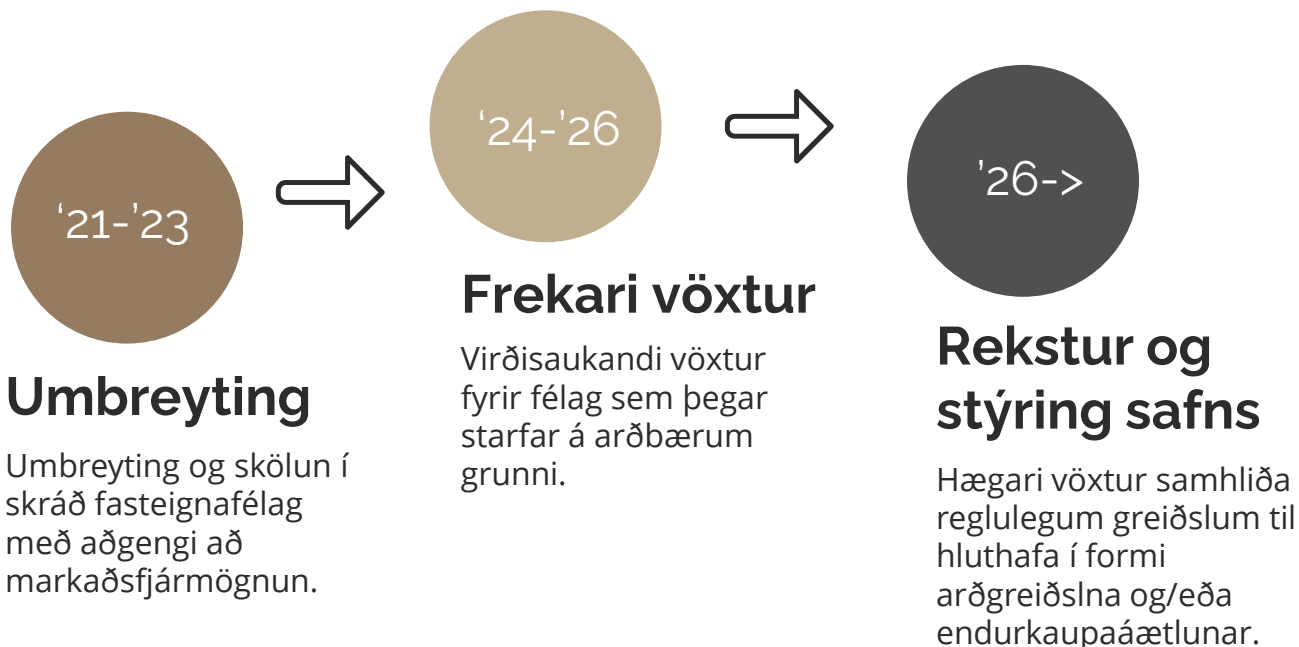 ‘21-’23
Umbreyting
Umbreyting og skölun í
skráð fasteignafélag
með aðgengi að
markaðsfjármögnun.
‘24-’26
Frekari vöxtur
Virðisaukandi vöxtur
fyrir félag sem þegar
starfar á arðbærum
grunni.
’26->
Rekstur og
stýring safns
Hægari vöxtur samhliða
reglulegum greiðslum til
hluthafa í formi
arðgreiðslna og/eða
endurkaupaáætlunar.